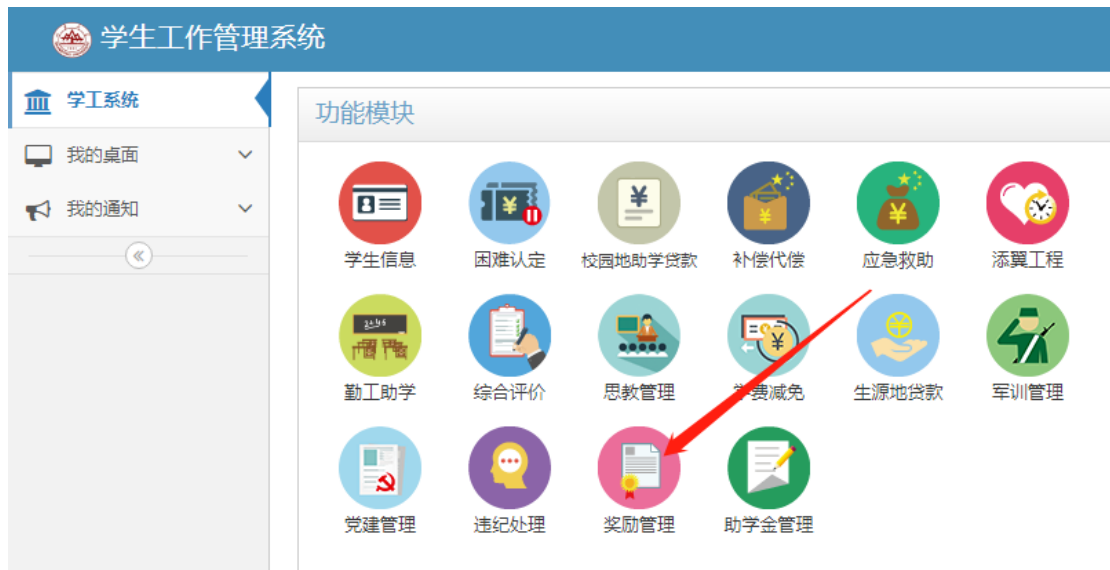 学生工作管理系统
学工系统
我的桌面
我的通知
功能模块
学生信息
困难认定
校园地助学贷款
补偿代偿
应急救助
添翼工程
勤工助学
综合评价
思教管理
学费减免
生源地贷款
军训管理
党建管理
违纪处理
奖励管理
助学金管理